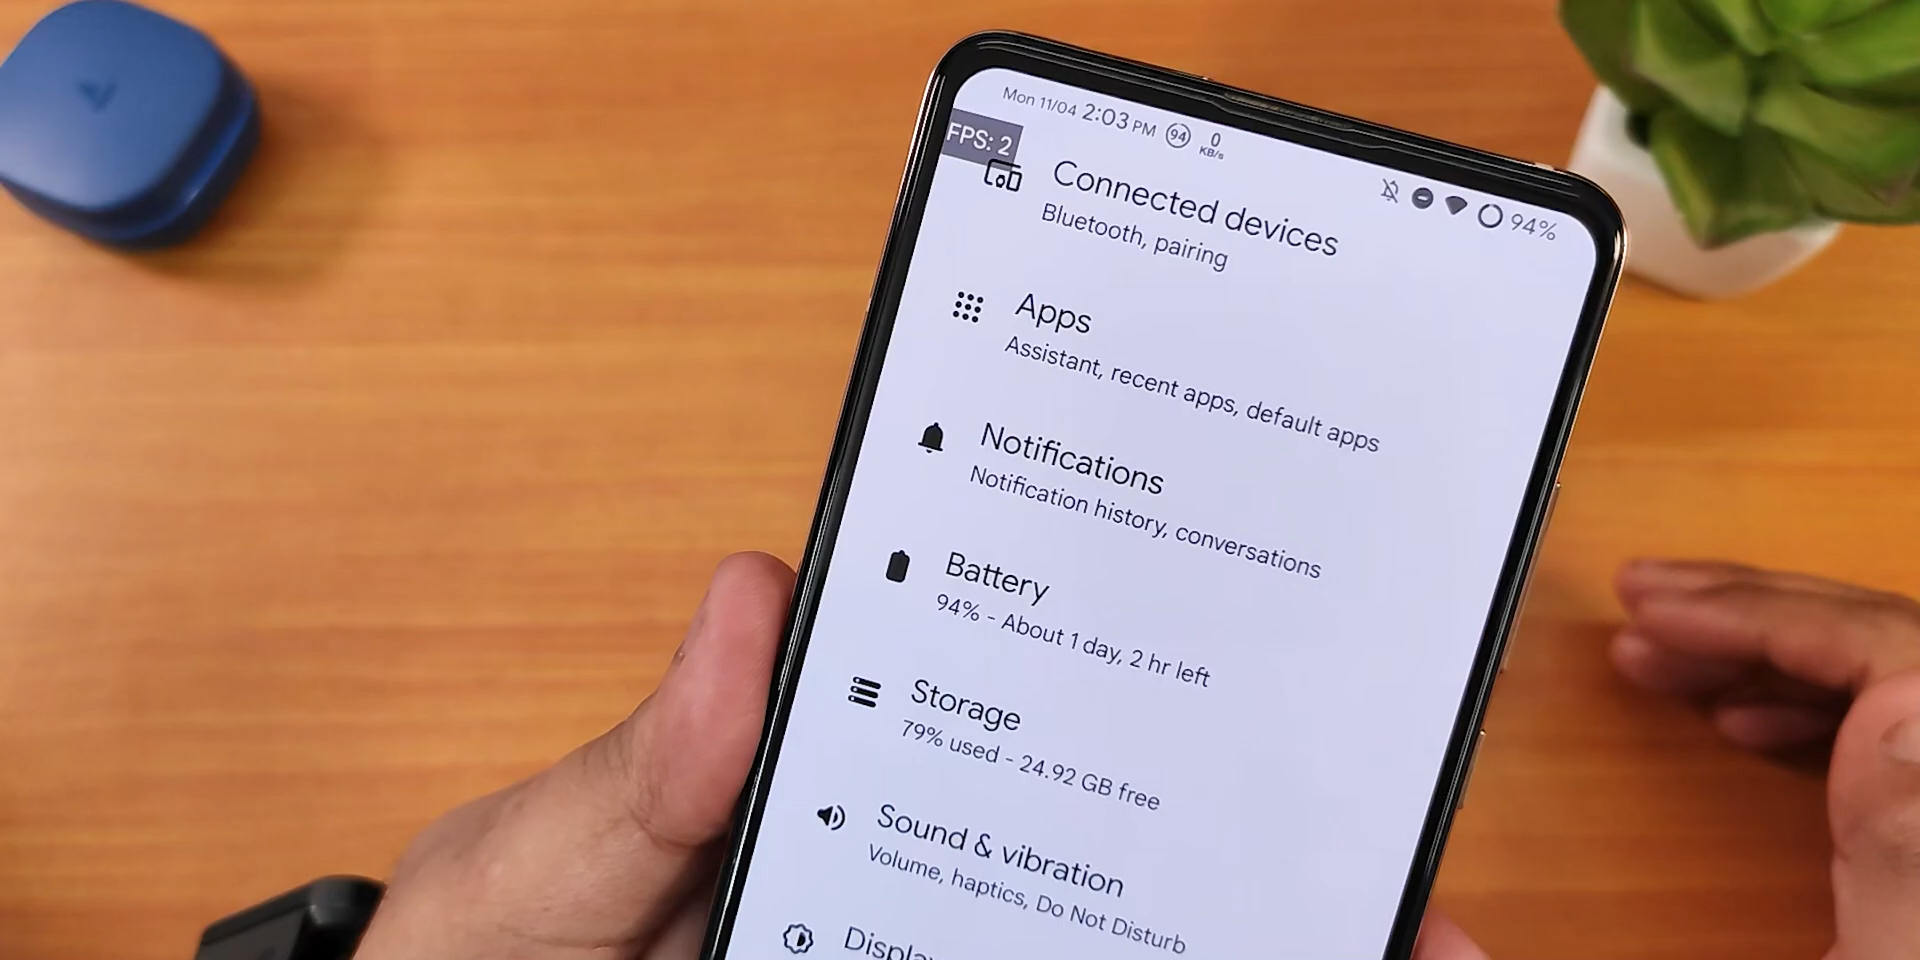 Mon 11/04 2:03 PM 94 0 KB/s 94%
FPS: 2
Connected devices
Bluetooth, pairing
Apps
Assistant, recent apps, default apps
Notifications
Notification history, conversations
Battery
94% - About 1 day, 2 hr left
Storage
79% used - 24.92 GB free
Sound & vibration
Volume, haptics, Do Not Disturb
Display